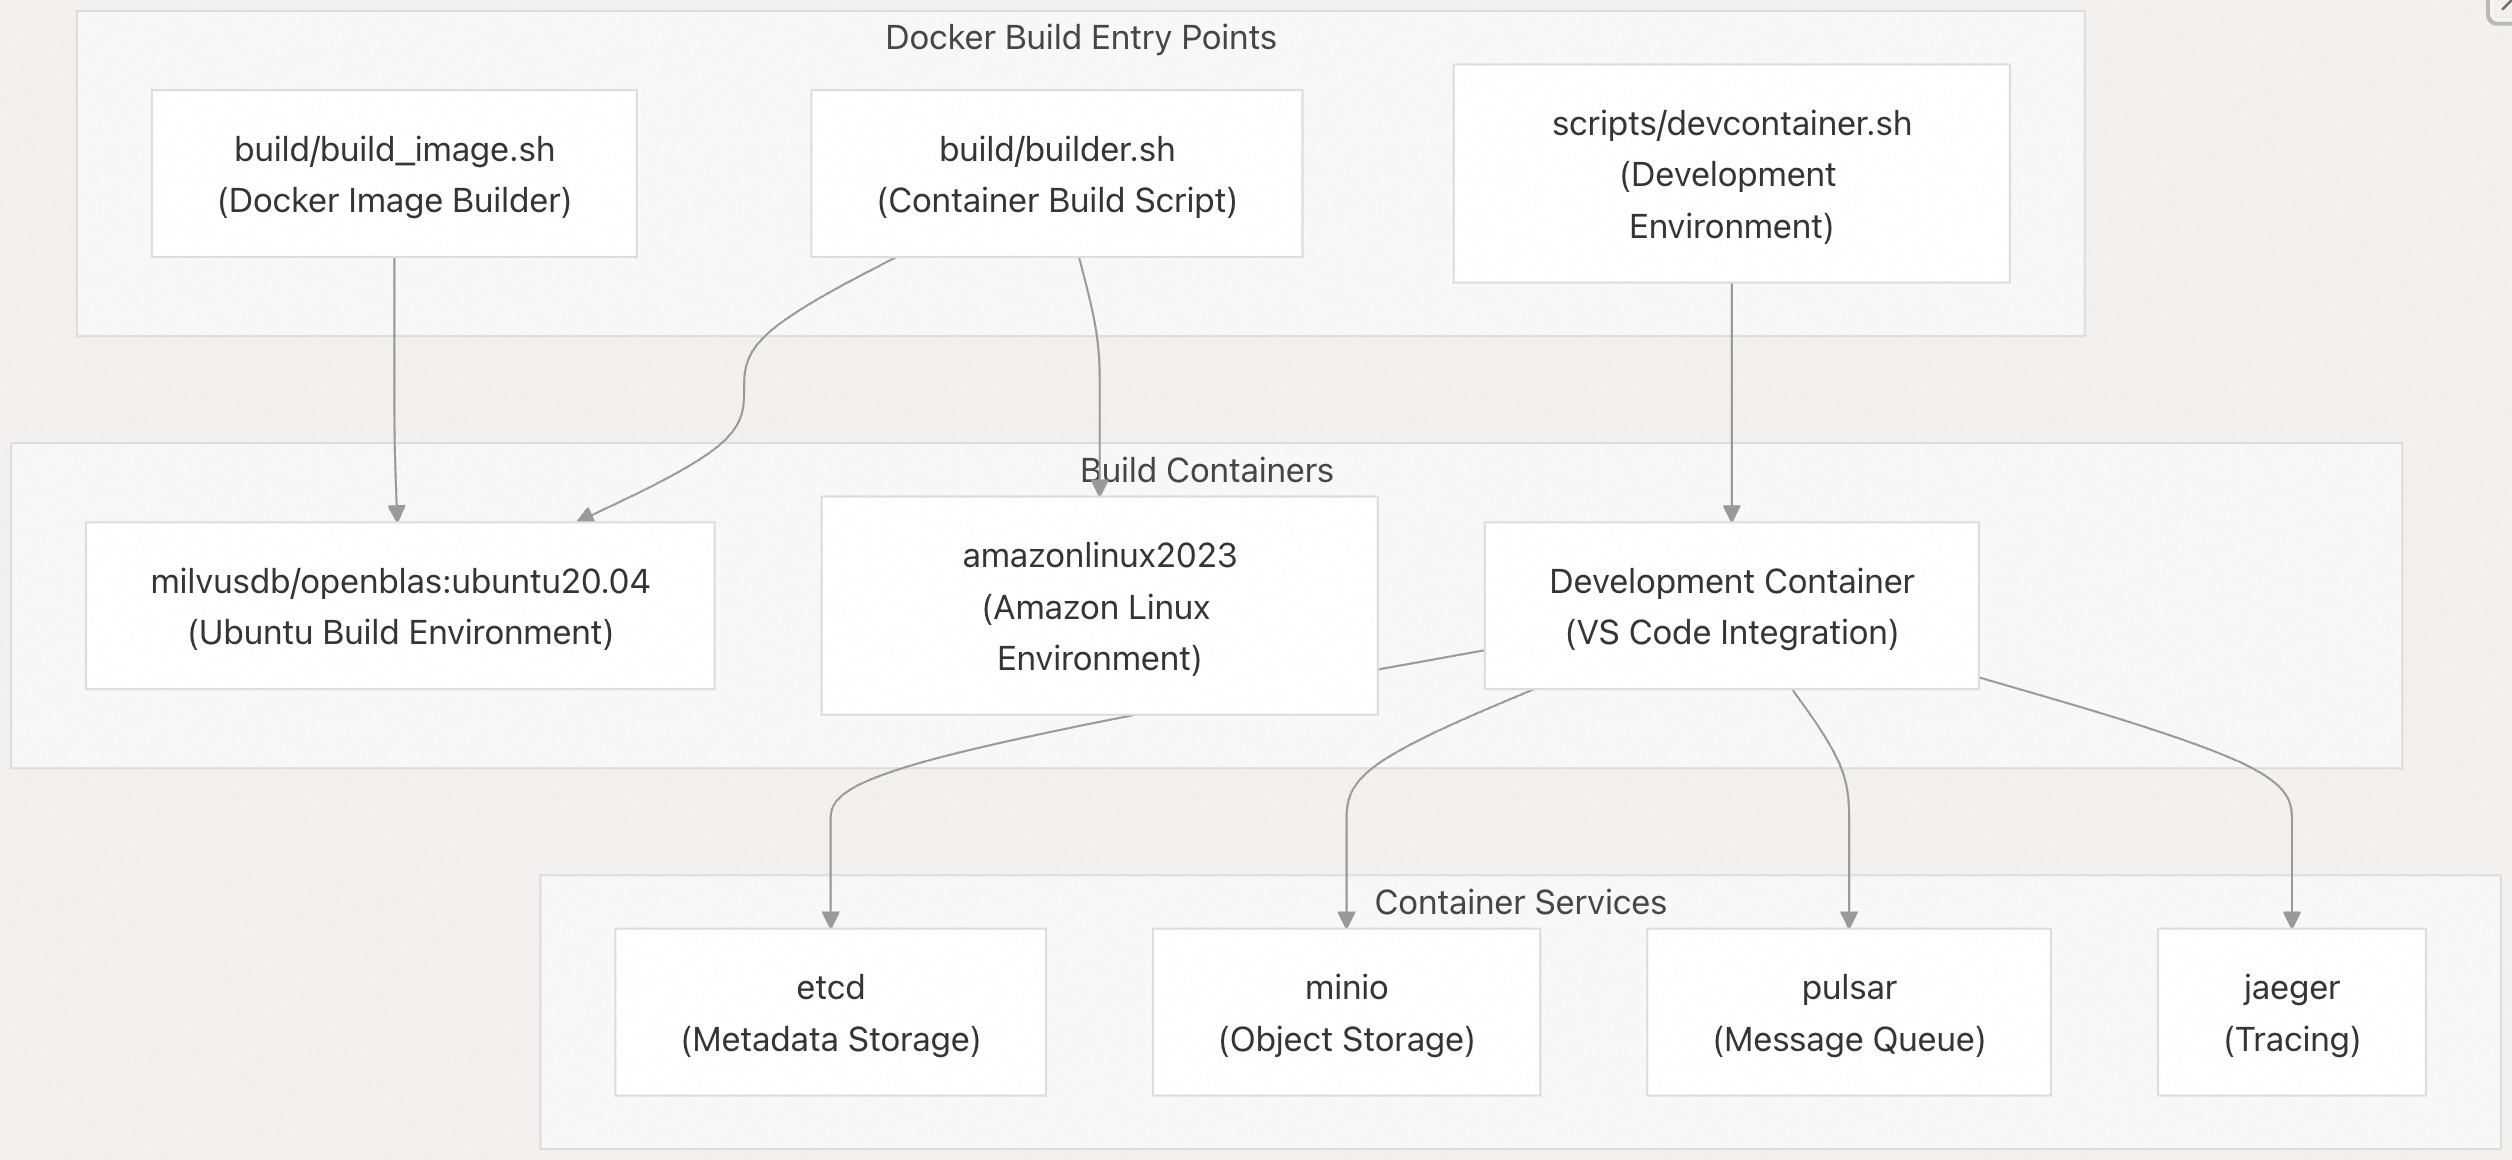 Docker Build Entry Points
build/build_image.sh
(Docker Image Builder)
build/builder.sh
(Container Build Script)
scripts/devcontainer.sh
(Development
Environment)
Build Containers
milvusdb/openblas:ubuntu20.04
(Ubuntu Build Environment)
amazonlinux2023
(Amazon Linux
Environment)
Development Container
(VS Code Integration)
Container Services
etcd
(Metadata Storage)
minio
(Object Storage)
pulsar
(Message Queue)
jaeger
(Tracing)